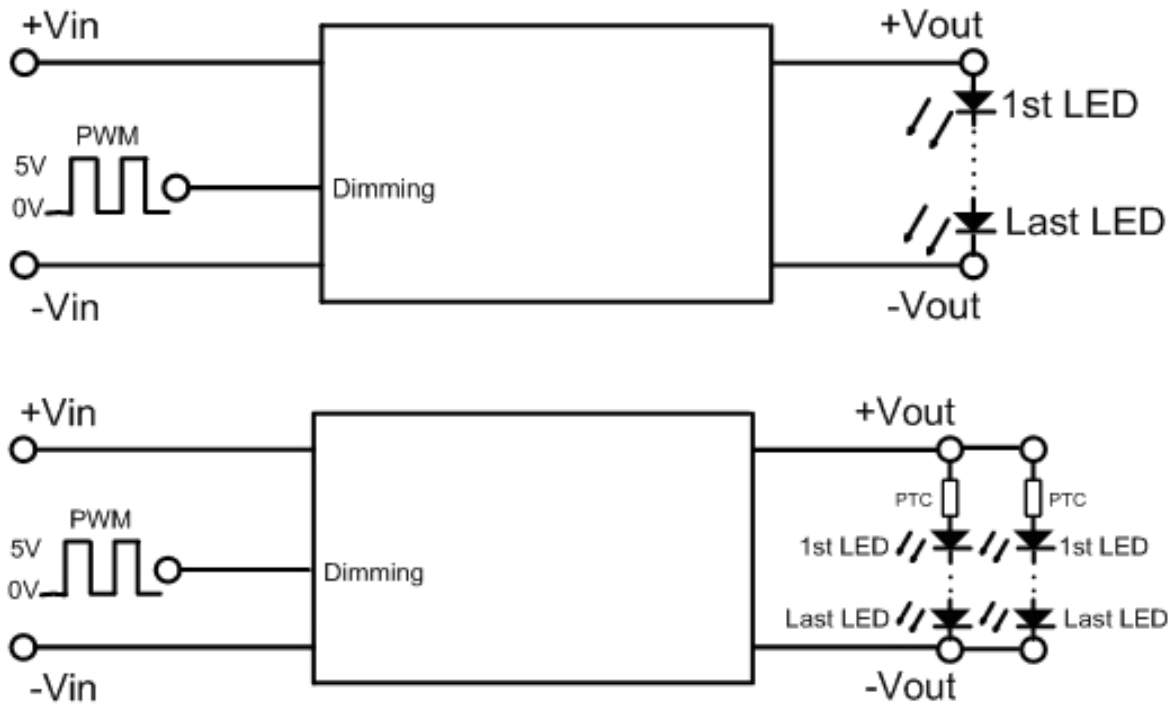 +Vin
+Vout
1st LED
PWM
5V
0V
Dimming
Last LED
-Vin
-Vout
+Vin
+Vout
PTC
PTC
PWM
5V
0V
Dimming
1st LED
1st LED
Last LED
Last LED
-Vin
-Vout